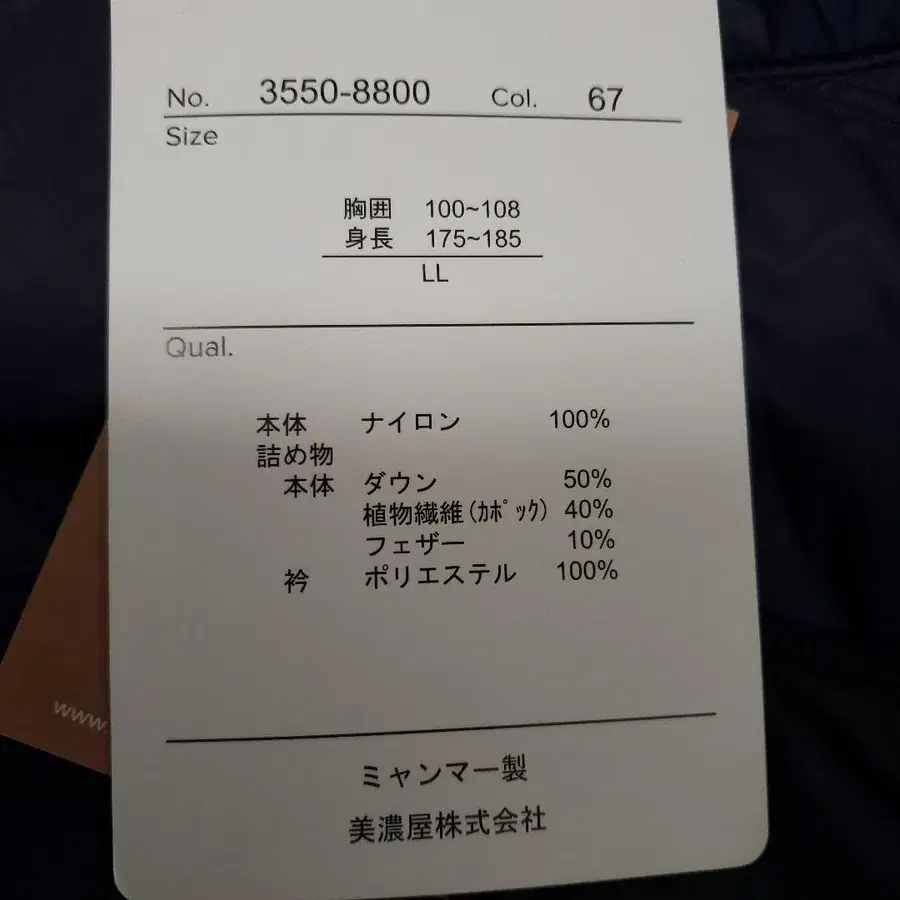 No. 3550-8800 Col. 67
Size
胸囲 100~108
身長 175~185
LL
Qual.
本体 ナイロン 100%
詰め物
本体 ダウン 50%
植物繊維(ｶﾎﾟｯｸ) 40%
フェザー 10%
衿 ポリエステル 100%
www.
ミャンマー製
美濃屋株式会社